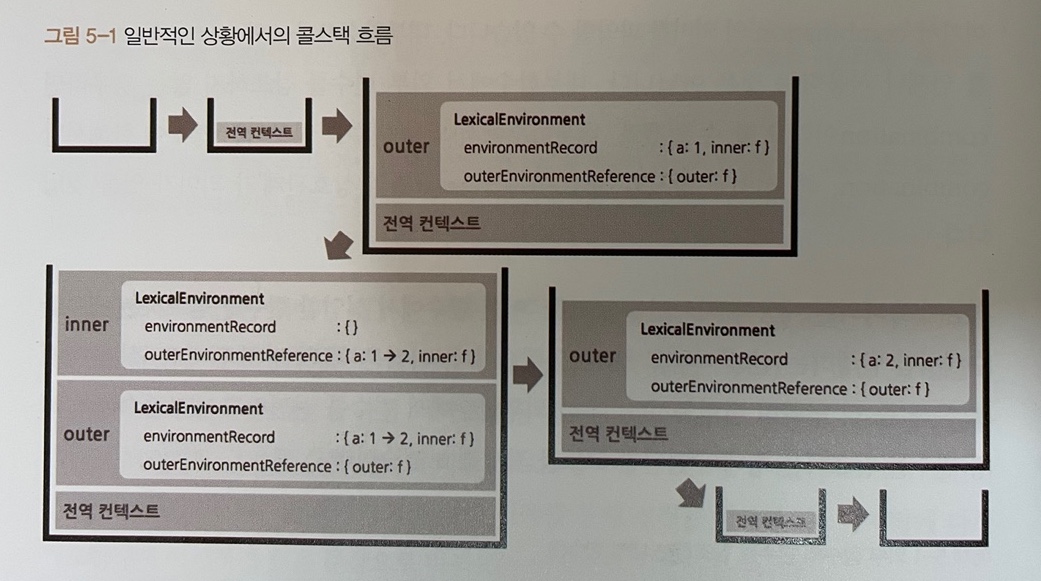 그림 5-1 일반적인 상황에서의 콜스택 흐름
전역 컨텍스트
outer
LexicalEnvironment
environmentRecord : { a: 1, inner: f }
outerEnvironmentReference : { outer: f }
전역 컨텍스트
inner
LexicalEnvironment
environmentRecord : {}
outerEnvironmentReference : { a: 1 → 2, inner: f }
outer
LexicalEnvironment
environmentRecord : { a: 1 → 2, inner: f }
outerEnvironmentReference : { outer: f }
전역 컨텍스트
outer
LexicalEnvironment
environmentRecord : { a: 2, inner: f }
outerEnvironmentReference : { outer: f }
전역 컨텍스트
전역 컨텍스트